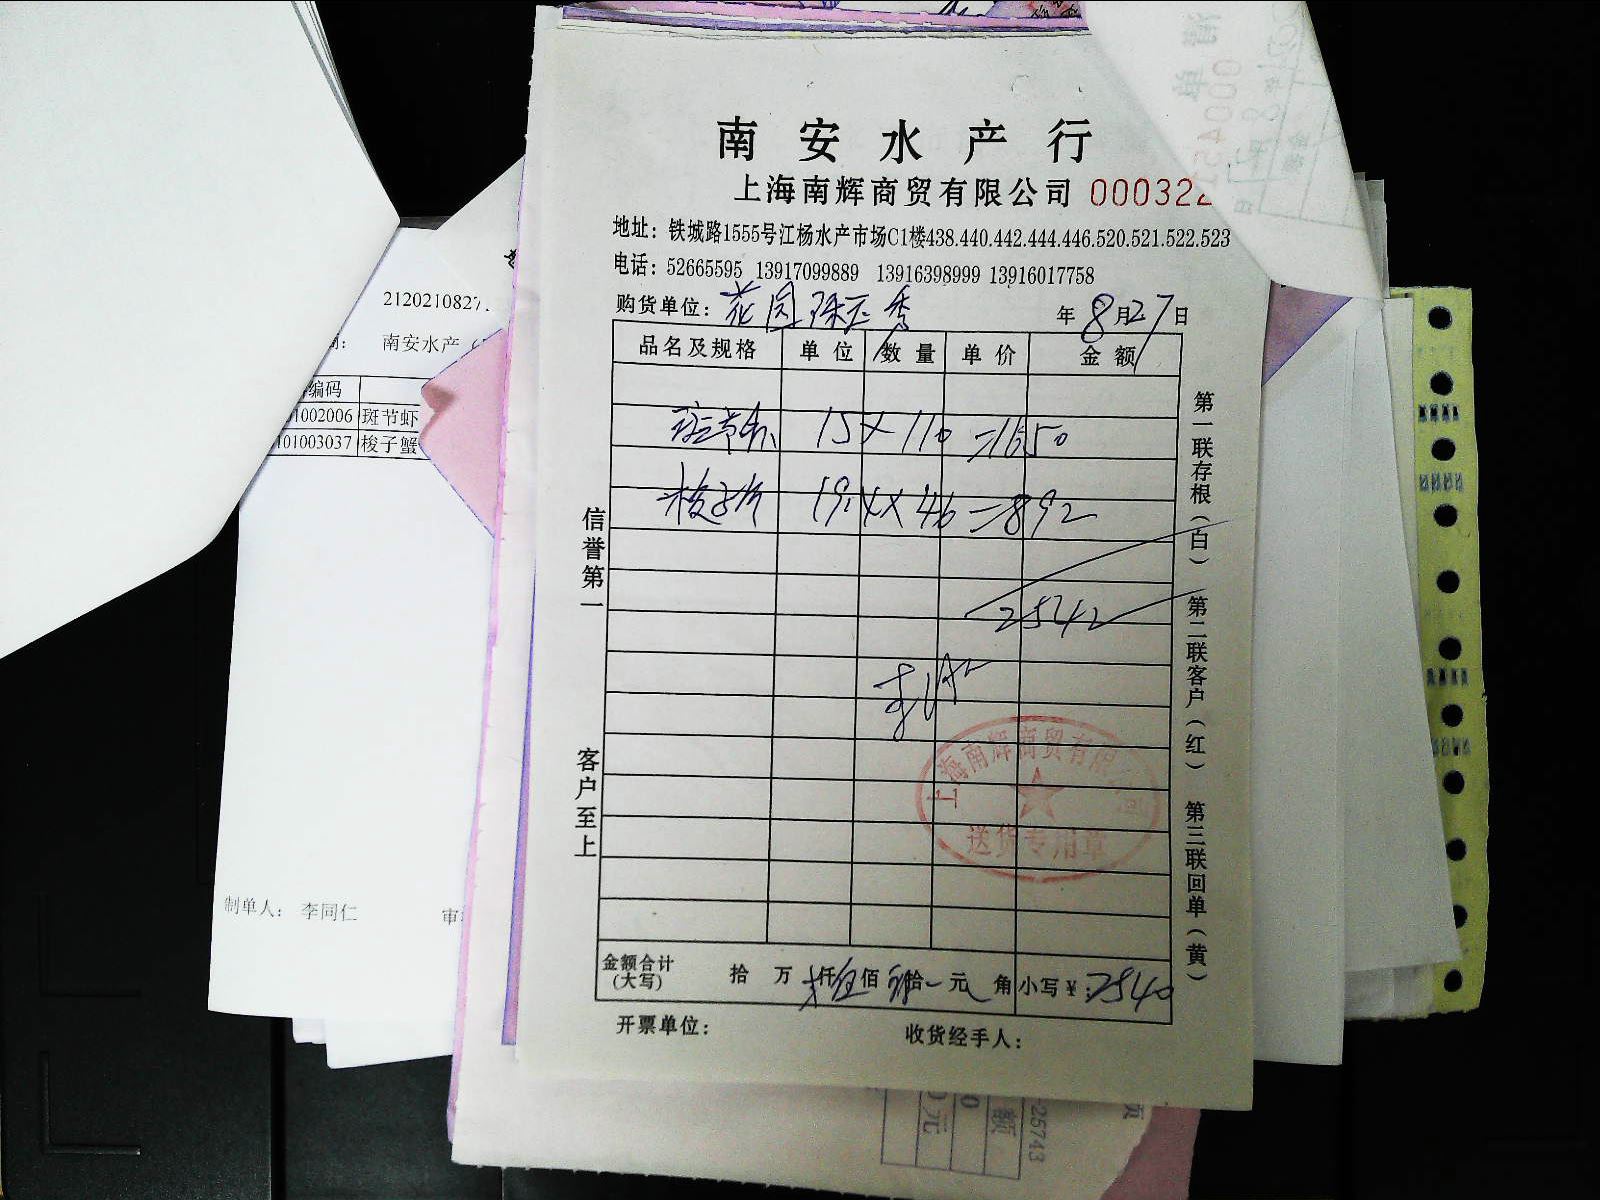 南安水产行
上海南辉商贸有限公司 000322
地址：铁城路1555号江杨水产市场C1楼438.440.442.444.446.520.521.522.523
电话：52665595 13917099889 13916398999 13916017758
购货单位：花园 年8月27日
品名及规格 单位 数量 单价 金额
斑节虾 15×110=1650
梭子蟹 19.4×46=892
2542
上海南辉商贸有限公司
送货专用章
金额合计(大写) 拾 万 仟伍佰 拾 元 角 小写￥：2540
开票单位： 收货经手人：
信誉第一
客户至上
第一联存根(白) 第二联客户(红) 第三联回单(黄)
2120210827
南安水产
编码
1002006 斑节虾
101003037 梭子蟹
制单人： 李同仁
审
-25743
页
额
元